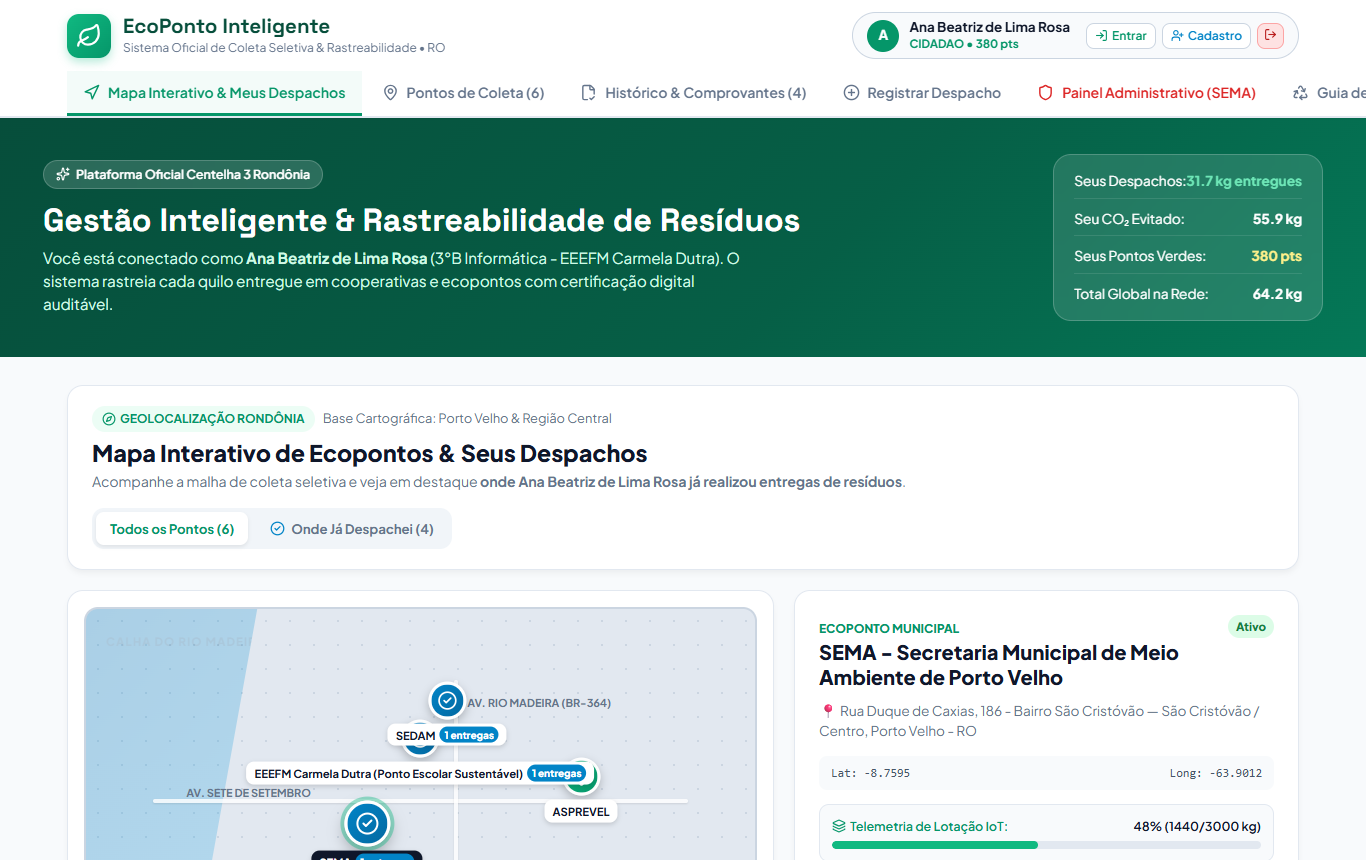 EcoPonto Inteligente
Sistema Oficial de Coleta Seletiva & Rastreabilidade • RO
A
Ana Beatriz de Lima Rosa
CIDADAO • 380 pts
Entrar
Cadastro
Mapa Interativo & Meus Despachos
Pontos de Coleta (6)
Histórico & Comprovantes (4)
Registrar Despacho
Painel Administrativo (SEMA)
Guia de
Plataforma Oficial Centelha 3 Rondônia
Gestão Inteligente & Rastreabilidade de Resíduos
Você está conectado como Ana Beatriz de Lima Rosa (3°B Informática - EEEFM Carmela Dutra). O
sistema rastreia cada quilo entregue em cooperativas e ecopontos com certificação digital
auditável.
Seus Despachos:31.7 kg entregues
Seu CO₂ Evitado: 55.9 kg
Seus Pontos Verdes: 380 pts
Total Global na Rede: 64.2 kg
GEOLOCALIZAÇÃO RONDÔNIA
Base Cartográfica: Porto Velho & Região Central
Mapa Interativo de Ecopontos & Seus Despachos
Acompanhe a malha de coleta seletiva e veja em destaque onde Ana Beatriz de Lima Rosa já realizou entregas de resíduos.
Todos os Pontos (6)
Onde Já Despachei (4)
CALHA DO RIO MADEI
AV. RIO MADEIRA (BR-364)
SEDAM 1 entregas
EEEFM Carmela Dutra (Ponto Escolar Sustentável) 1 entregas
AV. SETE DE SETEMBRO
ASPREVEL
ECOPONTO MUNICIPAL
Ativo
SEMA - Secretaria Municipal de Meio
Ambiente de Porto Velho
Rua Duque de Caxias, 186 - Bairro São Cristóvão — São Cristóvão /
Centro, Porto Velho - RO
Lat: -8.7595
Long: -63.9012
Telemetria de Lotação IoT:
48% (1440/3000 kg)